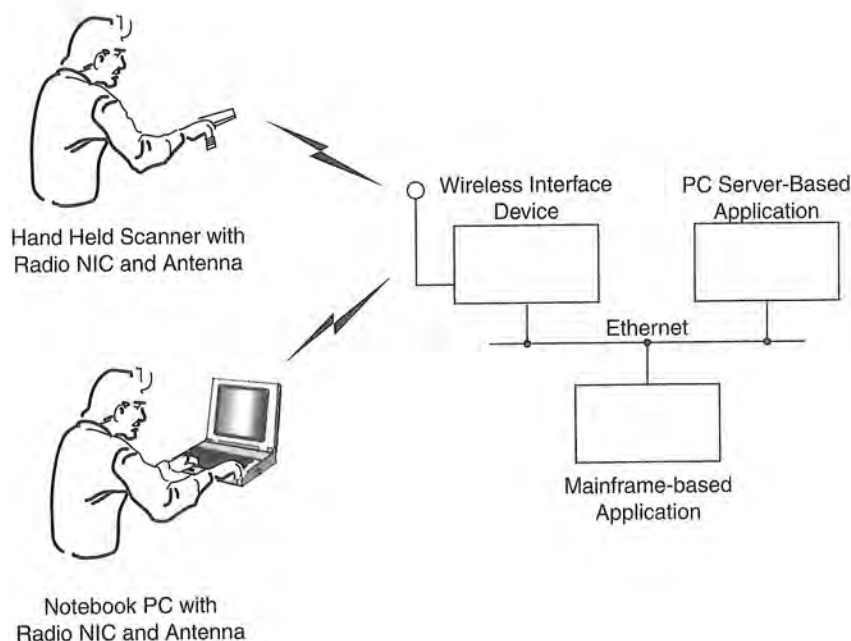 Hand Held Scanner with
Radio NIC and Antenna
Wireless Interface
Device
PC Server-Based
Application
Ethernet
Mainframe-based
Application
Notebook PC with
Radio NIC and Antenna